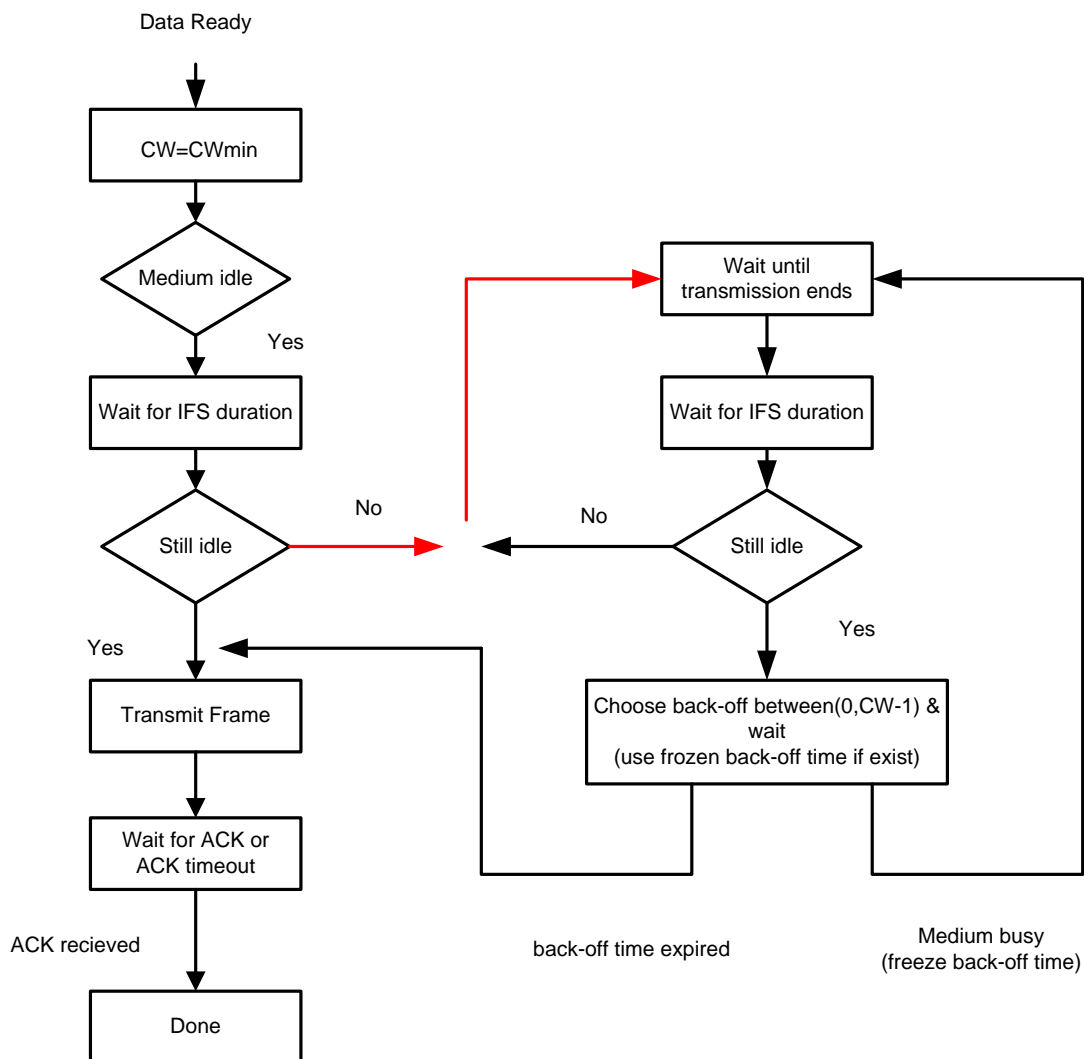 Data Ready
CW=CWmin
Medium idle
Yes
Wait for IFS duration
Still idle
No
Yes
Transmit Frame
Wait for ACK or
ACK timeout
ACK recieved
Done
Wait until
transmission ends
Wait for IFS duration
No
Still idle
Yes
Choose back-off between(0,CW-1) &
wait
(use frozen back-off time if exist)
back-off time expired
Medium busy
(freeze back-off time)